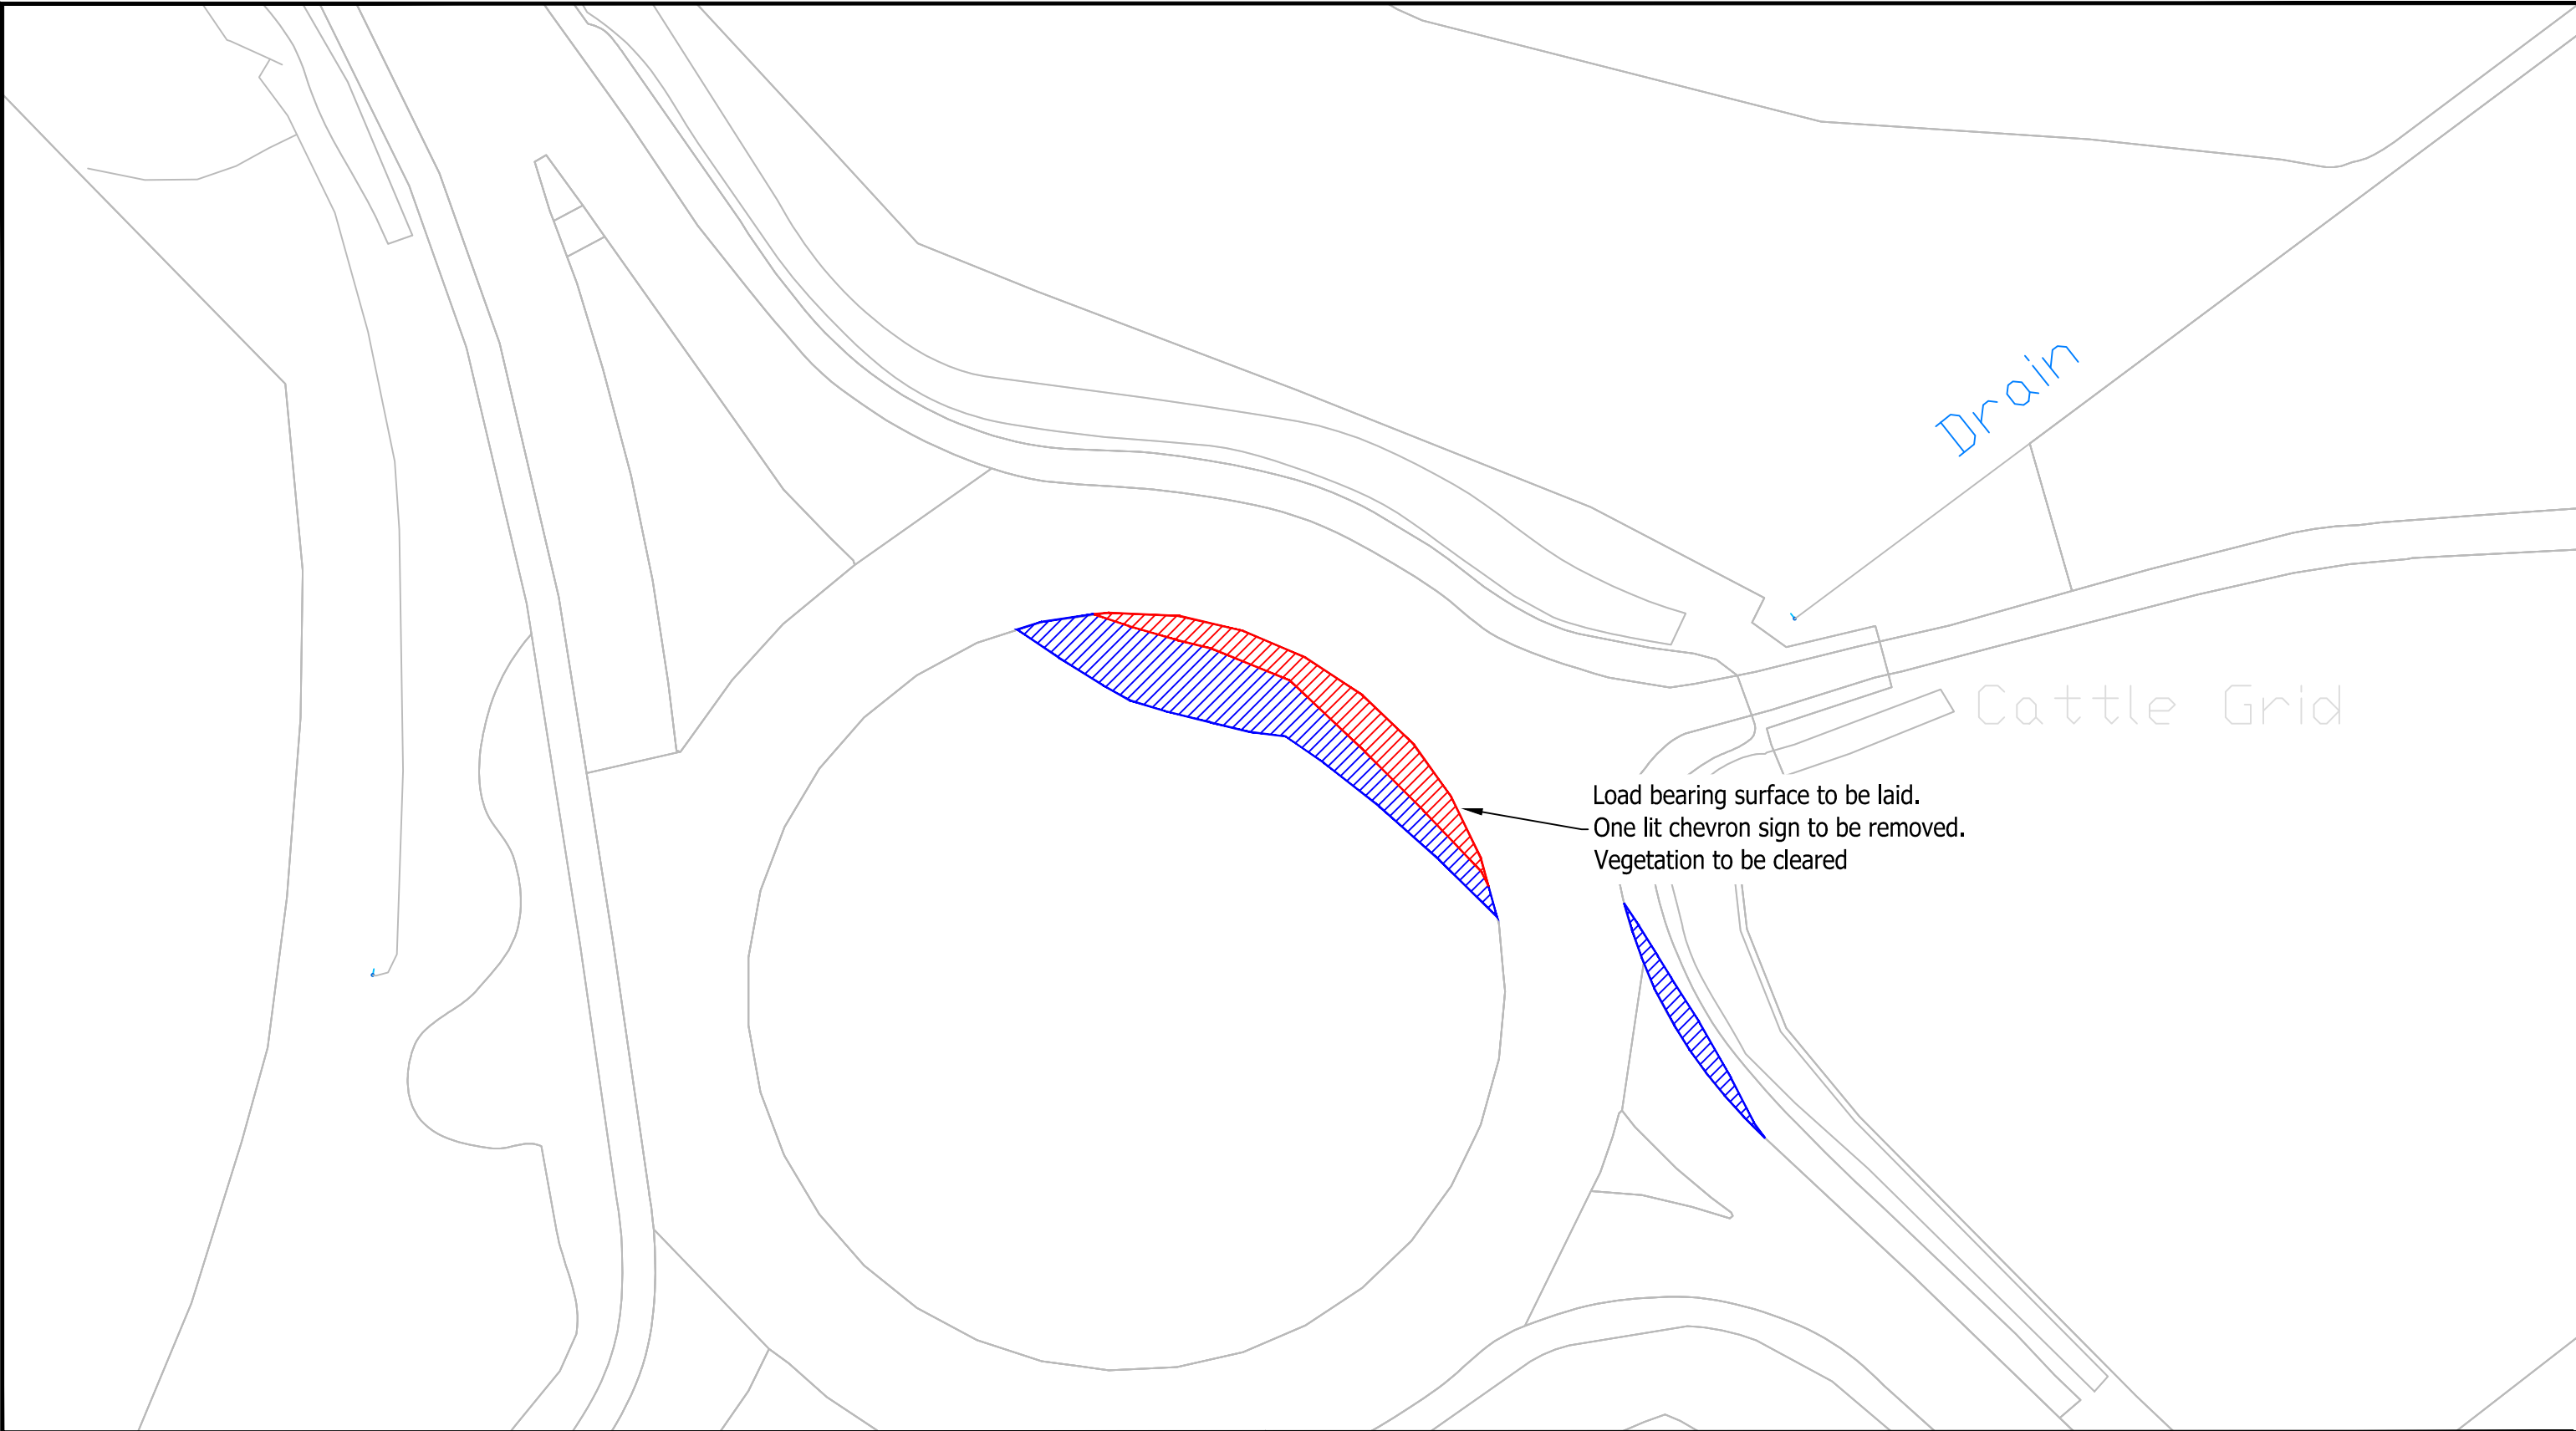 Drain
Cattle Grid
Load bearing surface to be laid.
One lit chevron sign to be removed.
Vegetation to be cleared